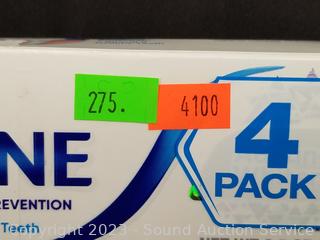 275.
4100
NE
4
REVENTION
PACK
Teeth
Copyright 2023 - Sound Auction Service